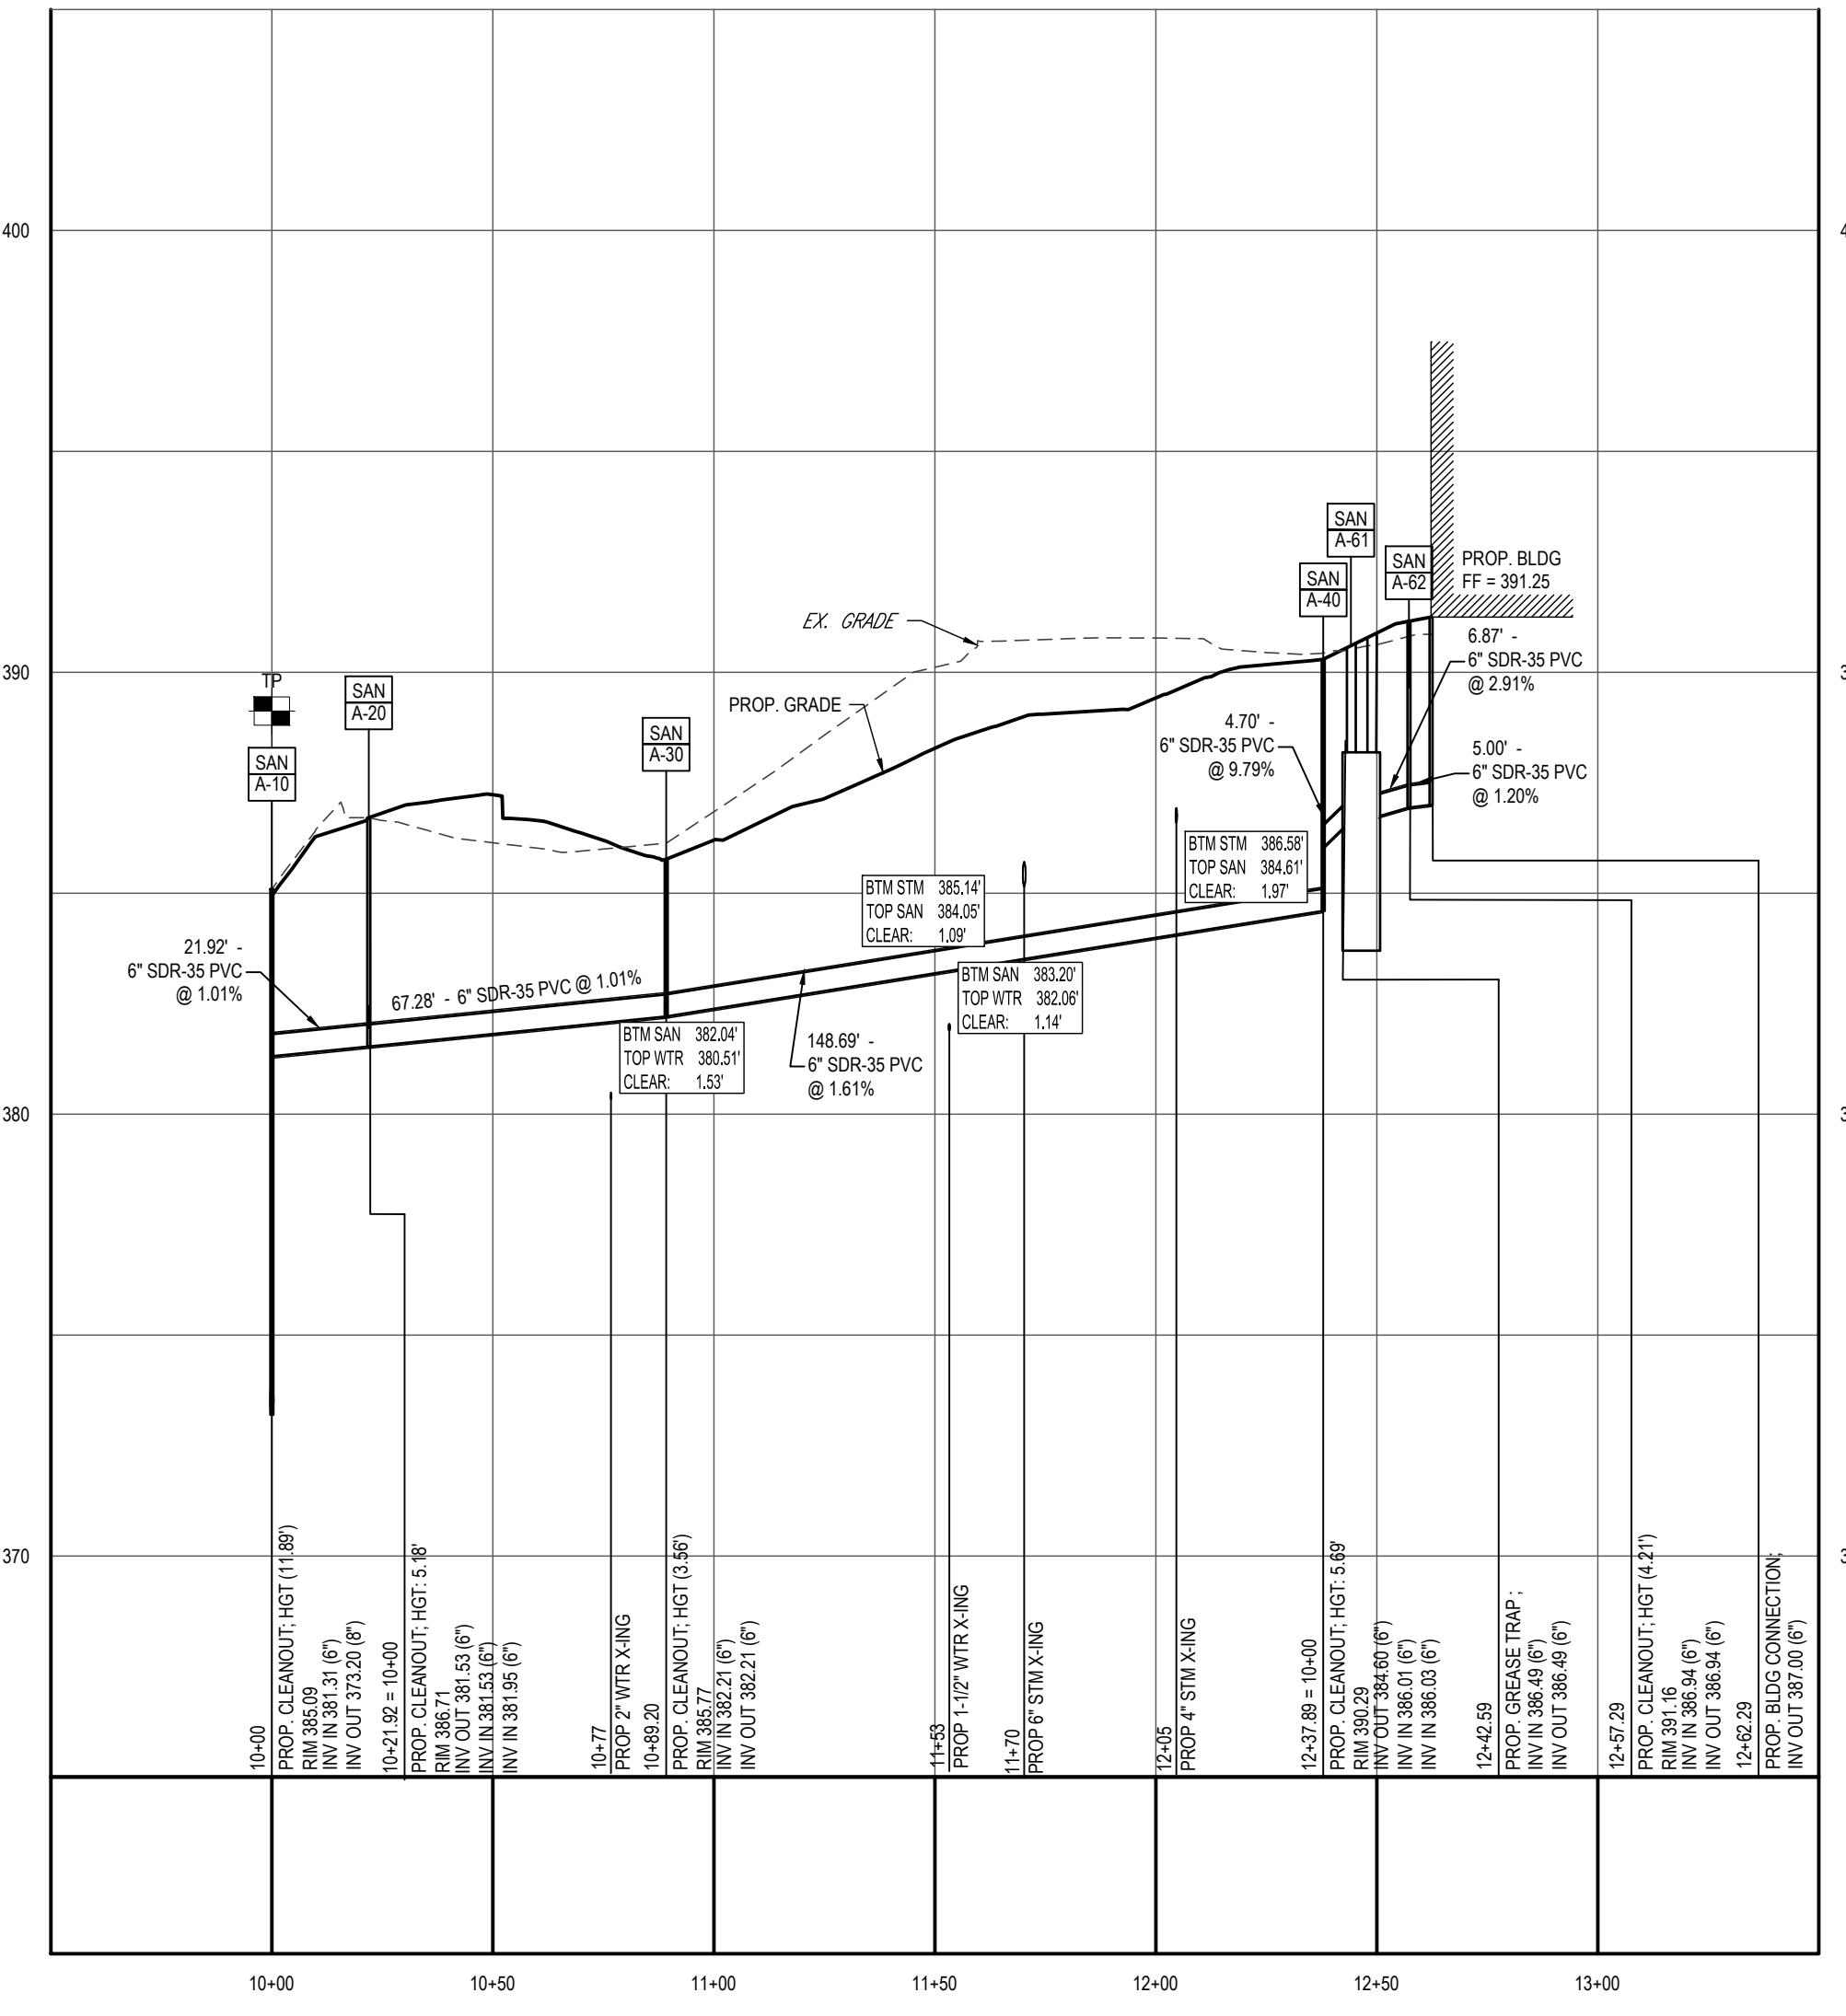 400
4
SAN
A-61
SAN
A-62
PROP. BLDG
FF = 391.25
SAN
A-40
EX. GRADE
6.87' -
6" SDR-35 PVC
@ 2.91%
390
3
TP
SAN
A-20
PROP. GRADE
SAN
A-30
4.70' -
6" SDR-35 PVC
@ 9.79%
SAN
A-10
5.00' -
6" SDR-35 PVC
@ 1.20%
BTM STM 386.58'
TOP SAN 384.61'
CLEAR: 1.97'
BTM STM 385.14'
TOP SAN 384.05'
CLEAR: 1.09'
21.92' -
6" SDR-35 PVC
@ 1.01%
67.28' - 6" SDR-35 PVC @ 1.01%
BTM SAN 383.20'
TOP WTR 382.06'
CLEAR: 1.14'
BTM SAN 382.04'
TOP WTR 380.51'
CLEAR: 1.53'
148.69' -
6" SDR-35 PVC
@ 1.61%
380
3
370
3
10+00
PROP. CLEANOUT; HGT (11.89')
RIM 385.09
INV IN 381.31 (6")
INV OUT 373.20 (8")
10+21.92 = 10+00
PROP. CLEANOUT; HGT: 5.18'
RIM 386.71
INV OUT 381.53 (6")
INV IN 381.53 (6")
INV IN 381.95 (6")
10+77
PROP 2" WTR X-ING
10+89.20
PROP. CLEANOUT; HGT (3.56')
RIM 385.77
INV IN 382.21 (6")
INV OUT 382.21 (6")
11+53
PROP 1-1/2" WTR X-ING
11+70
PROP 6" STM X-ING
12+05
PROP 4" STM X-ING
12+37.89 = 10+00
PROP. CLEANOUT; HGT: 5.69'
RIM 390.29
INV OUT 384.60 (6")
INV IN 386.01 (6")
INV IN 386.03 (6")
12+42.59
PROP. GREASE TRAP ;
INV IN 386.49 (6")
INV OUT 386.49 (6")
12+57.29
PROP. CLEANOUT; HGT (4.21')
RIM 391.16
INV IN 386.94 (6")
INV OUT 386.94 (6")
12+62.29
PROP. BLDG CONNECTION;
INV OUT 387.00 (6")
10+00
10+50
11+00
11+50
12+00
12+50
13+00